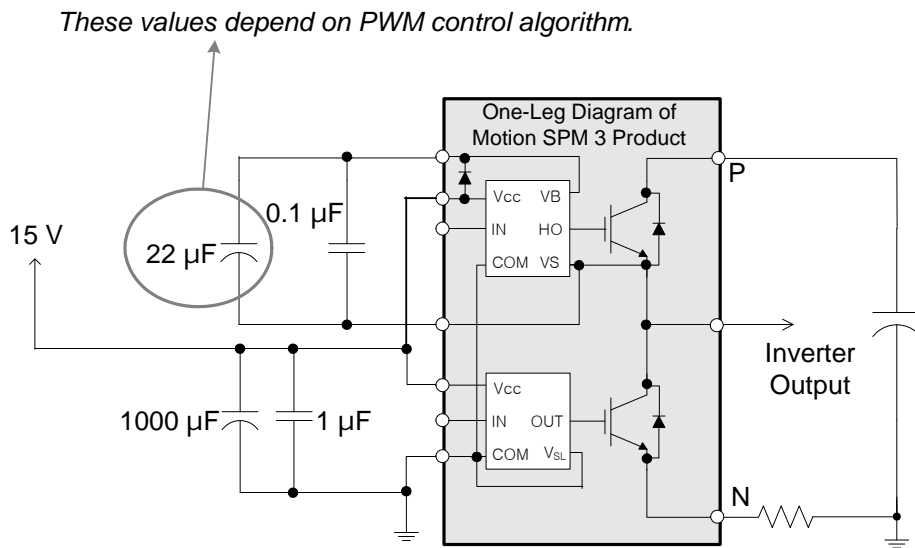 These values depend on PWM control algorithm.
One-Leg Diagram of
Motion SPM 3 Product
P
Vcc
VB
0.1 µF
IN
HO
15 V
22 µF
COM
VS
Inverter
Output
Vcc
1000 µF
1 µF
IN
OUT
COM
VSL
N